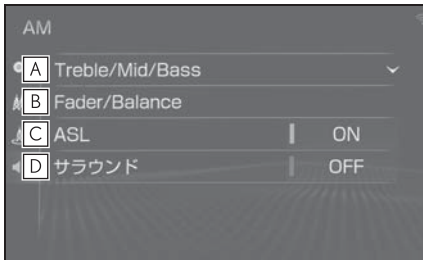 AM
A Treble/Mid/Bass
B Fader/Balance
C ASL ON
D サラウンド OFF